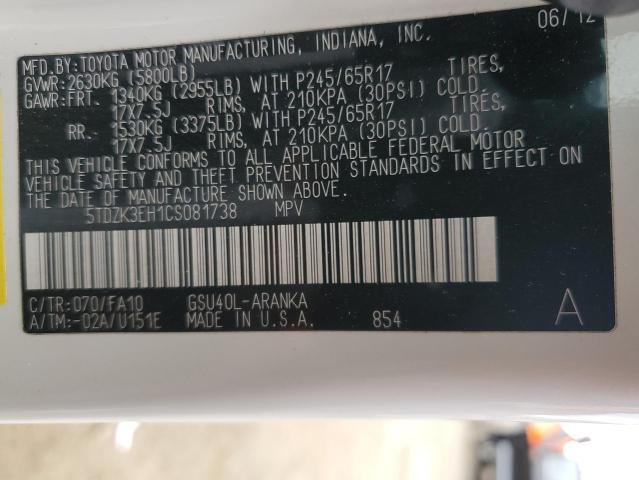 MFD.BY:TOYOTA MOTOR MANUFACTURING, INDIANA, INC. 06/12
GVWR:2630KG (5800LB)
GAWR:FRT. 1340KG (2955LB) WITH P245/65R17 TIRES,
17X7.5J RIMS, AT 210KPA (30PSI) COLD.
RR. 1530KG (3375LB) WITH P245/65R17 TIRES,
17X7.5J RIMS, AT 210KPA (30PSI) COLD.
THIS VEHICLE CONFORMS TO ALL APPLICABLE FEDERAL MOTOR
VEHICLE SAFETY AND THEFT PREVENTION STANDARDS IN EFFECT ON
THE DATE OF MANUFACTURE SHOWN ABOVE.
5TDZK3EH1CS081738 MPV
C/TR:070/FA10 GSU40L-ARANKA
A/TM:-02A/U151E MADE IN U.S.A. 854 A